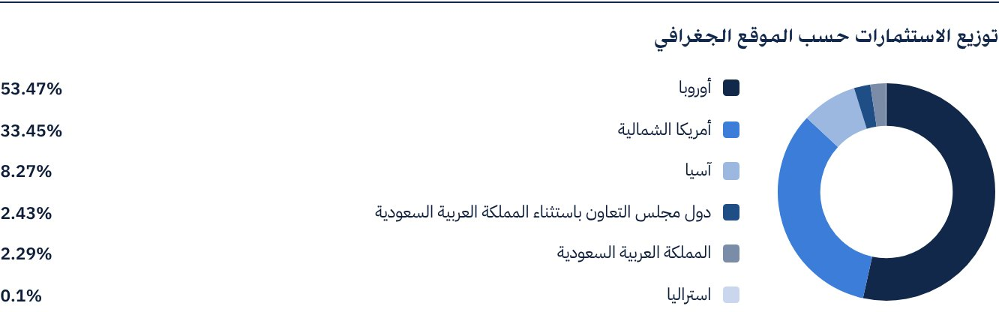 توزيع الاستثمارات حسب الموقع الجغرافي
أوروبا 53.47%
أمريكا الشمالية 33.45%
آسيا 8.27%
دول مجلس التعاون باستثناء المملكة العربية السعودية 2.43%
المملكة العربية السعودية 2.29%
استراليا 0.1%